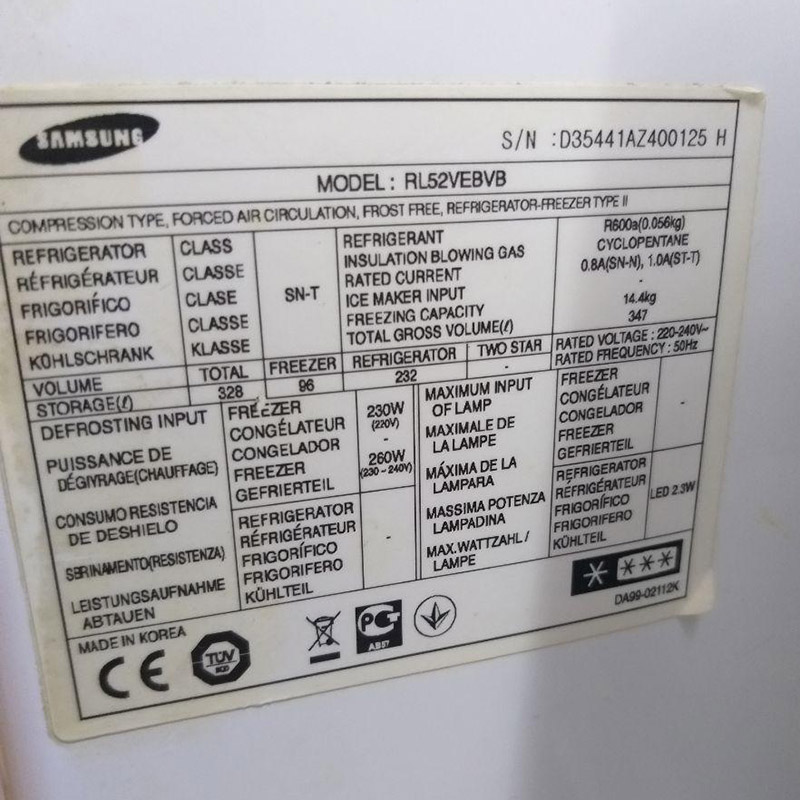 SAMSUNG
S/N :D35441AZ400125 H
MODEL : RL52VEBVB
COMPRESSION TYPE, FORCED AIR CIRCULATION, FROST FREE, REFRIGERATOR-FREEZER TYPE II
REFRIGERATOR
RÉFRIGÉRATEUR
FRIGORIFÍCO
FRIGORIFERO
KÜHLSCHRANK
CLASS
CLASSE
CLASE
CLASSE
KLASSE
SN-T
REFRIGERANT
INSULATION BLOWING GAS
RATED CURRENT
ICE MAKER INPUT
FREEZING CAPACITY
TOTAL GROSS VOLUME(ℓ)
R600a(0.056kg)
CYCLOPENTANE
0.8A(SN-N), 1.0A(ST-T)
-
14.4kg
347
VOLUME
STORAGE(ℓ)
TOTAL
328
FREEZER
96
REFRIGERATOR
232
TWO STAR
-
RATED VOLTAGE : 220-240V~
RATED FREQUENCY : 50Hz
DEFROSTING INPUT
PUISSANCE DE
DÉGIVRAGE(CHAUFFAGE)
CONSUMO RESISTENCIA
DE DESHIELO
SBRINAMENTO(RESISTENZA)
LEISTUNGSAUFNAHME
ABTAUEN
FREEZER
CONGÉLATEUR
CONGELADOR
FREEZER
GEFRIERTEIL
230W
(220V)
260W
(230~240V)
REFRIGERATOR
RÉFRIGÉRATEUR
FRIGORÍFICO
FRIGORIFERO
KÜHLTEIL
-
MAXIMUM INPUT
OF LAMP
MAXIMALE DE
LA LAMPE
MÁXIMA DE LA
LAMPARA
MASSIMA POTENZA
LAMPADINA
MAX.WATTZAHL /
LAMPE
FREEZER
CONGÉLATEUR
CONGELADOR
FREEZER
GEFRIERTEIL
-
REFRIGERATOR
RÉFRIGÉRATEUR
FRIGORÍFICO
FRIGORIFERO
KÜHLTEIL
LED 2.3W
DA99-02112K
MADE IN KOREA
CE
TÜV
PCT
АВ57